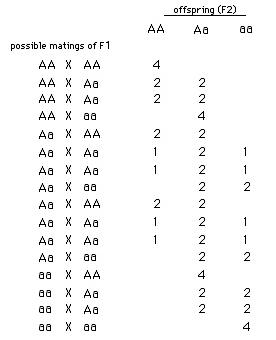 offspring (F2)
AA Aa aa
possible matings of F1
AA X AA 4
AA X Aa 2 2
AA X Aa 2 2
AA X aa 4
Aa X AA 2 2
Aa X Aa 1 2 1
Aa X Aa 1 2 1
Aa X aa 2 2
Aa X AA 2 2
Aa X Aa 1 2 1
Aa X Aa 1 2 1
Aa X aa 2 2
aa X AA 4
aa X Aa 2 2
aa X Aa 2 2
aa X aa 4